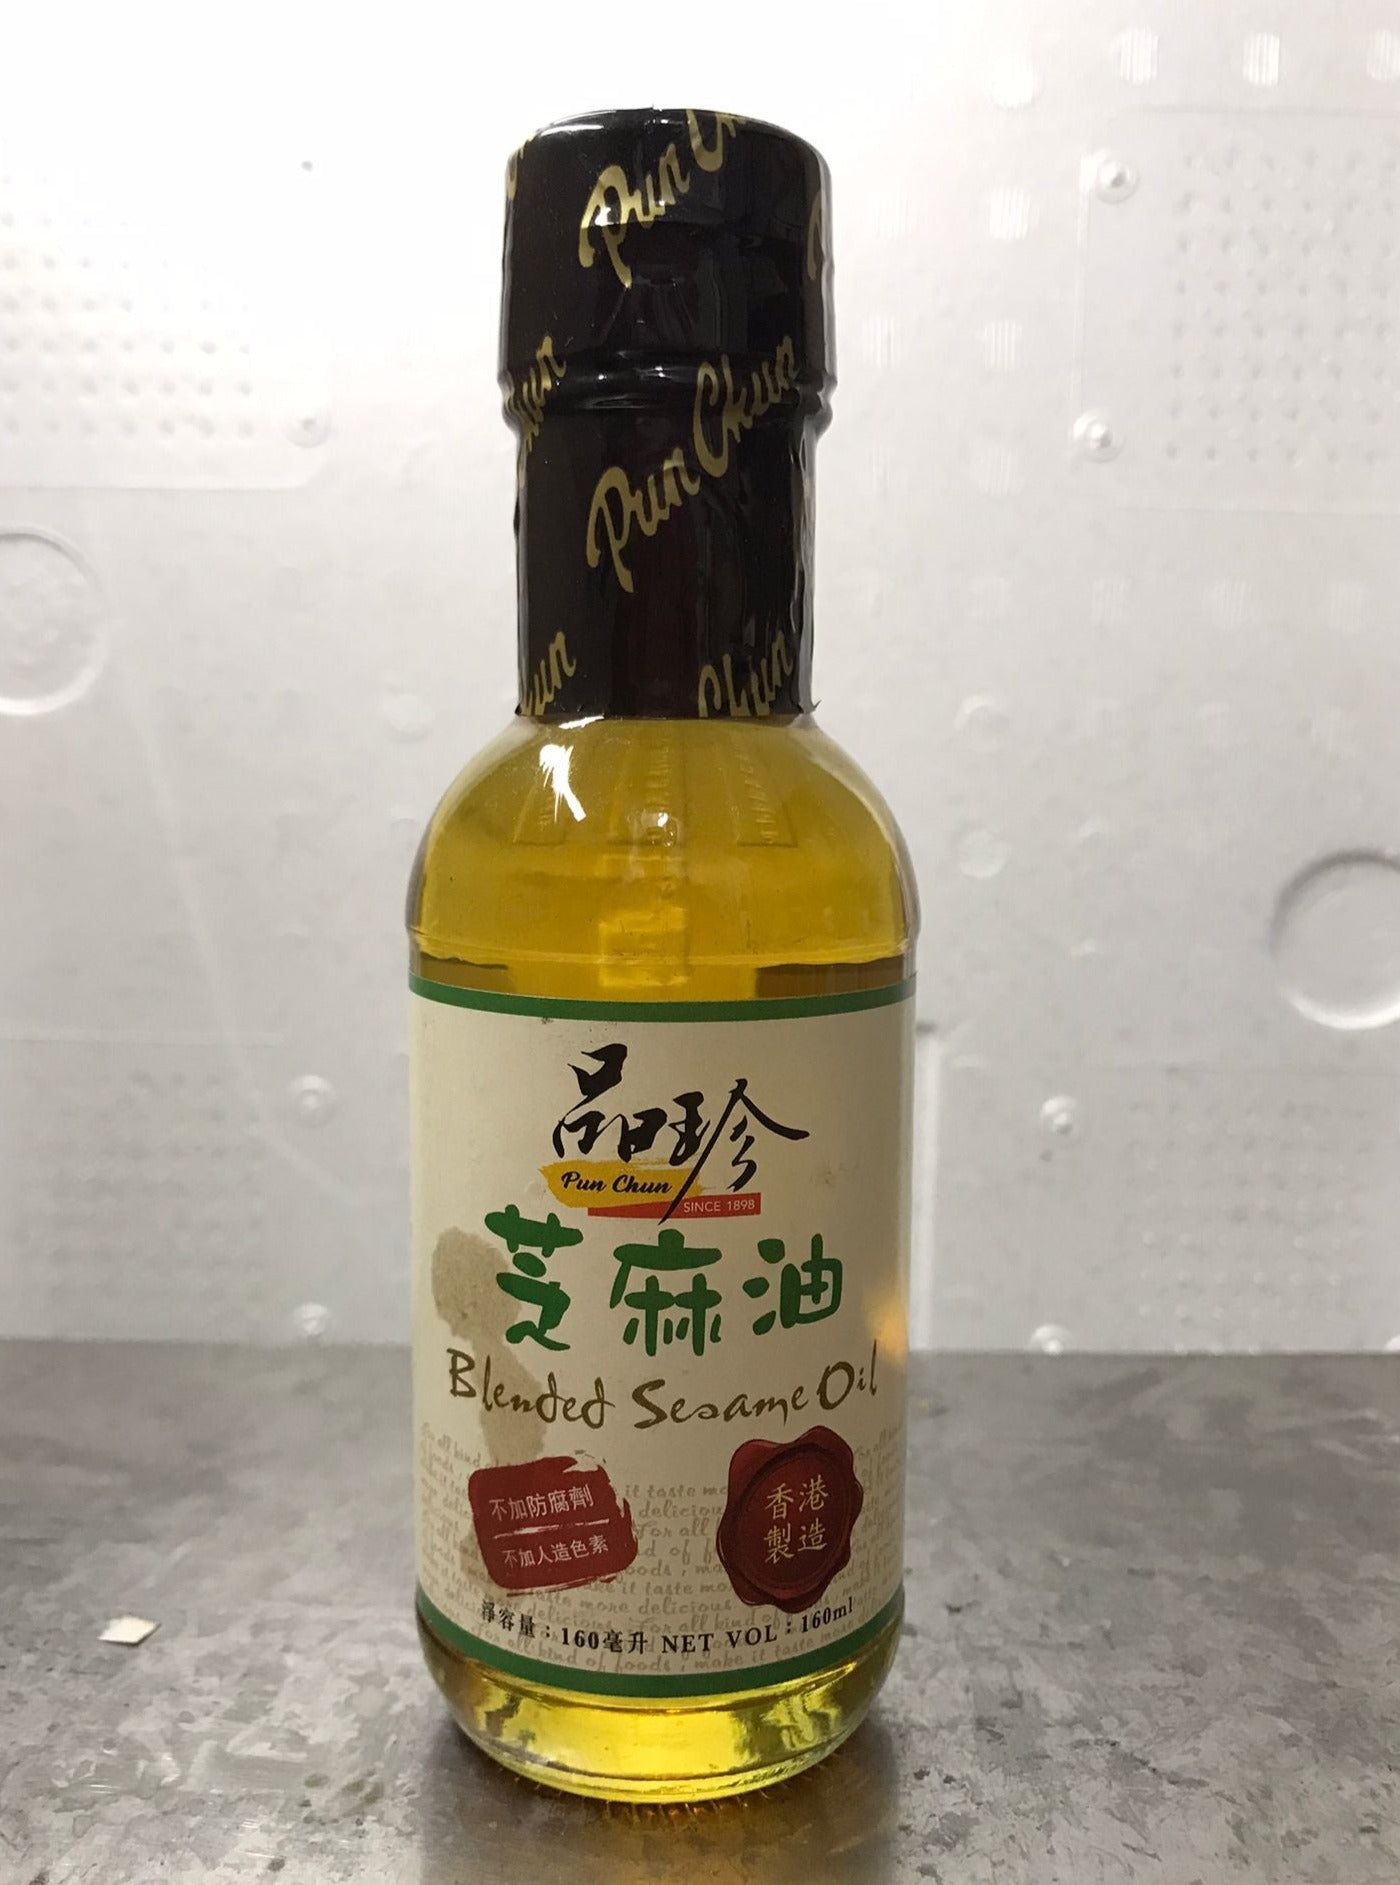 Pun Chun
Pun Chun
Chun
品珍
Pun Chun
SINCE 1898
芝麻油
Blended Sesame Oil
不加防腐劑
不加人造色素
香港
製造
淨容量：160毫升 NET VOL：160ml